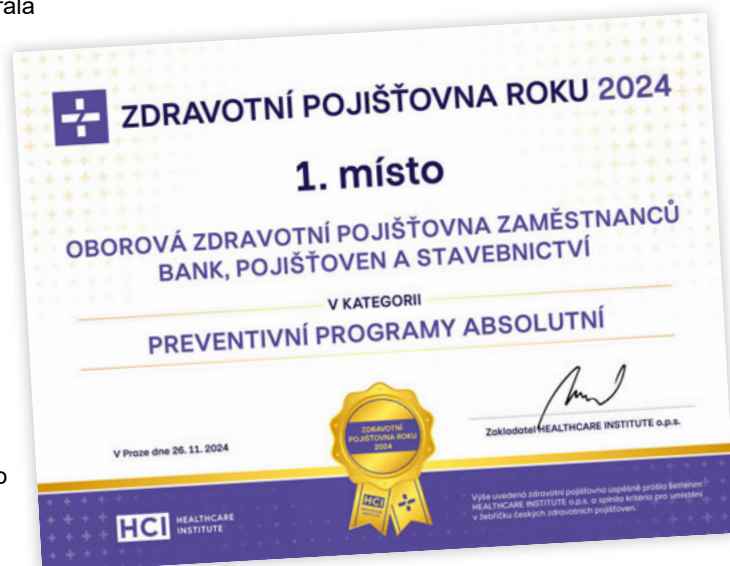 rála
ZDRAVOTNÍ POJIŠŤOVNA ROKU 2024
1. místo
OBOROVÁ ZDRAVOTNÍ POJIŠŤOVNA ZAMĚSTNANCŮ
BANK, POJIŠŤOVEN A STAVEBNICTVÍ
V KATEGORII
PREVENTIVNÍ PROGRAMY ABSOLUTNÍ
V Praze dne 26. 11. 2024
Zakladatel HEALTHCARE INSTITUTE o.p.s.
ZDRAVOTNÍ
POJIŠŤOVNA ROKU
2024
o
HCI
HCI HEALTHCARE
INSTITUTE
Výše uvedená zdravotní pojišťovna úspěšně prošla šetřením
HEALTHCARE INSTITUTE o.p.s. a splnila kritéria pro umístění
v žebříčku českých zdravotních pojišťoven.